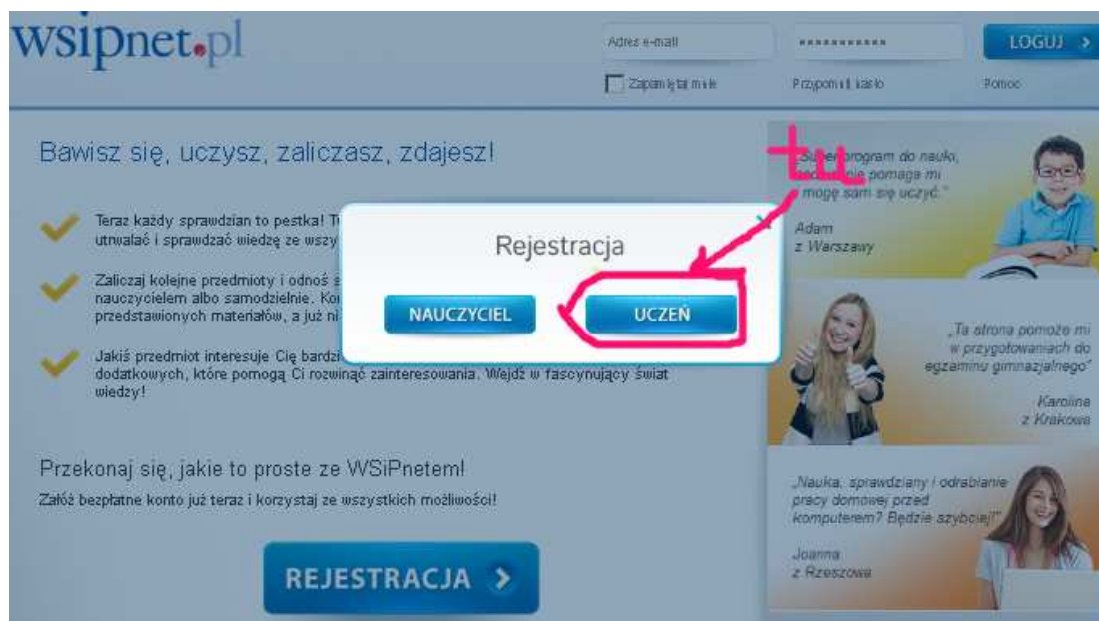 wsipnet.pl
Adres e-mail
LOGUJ >
Zapamiętaj mnie
Przypomnij hasło
Pomoc
Bawisz się, uczysz, zaliczasz, zdajesz!
Teraz każdy sprawdzian to pestka!
utrwalać i sprawdzać wiedzę ze
Zaliczaj kolejne przedmioty i odnoś
nauczycielem albo samodzielnie.
przedstawionych materiałów, a już
Jakiś przedmiot interesuje Cię
dodatkowych, które pomogą Ci rozwinąć zainteresowania. Wejdź w fascynujący świat
wiedzy!
Rejestracja
NAUCZYCIEL
UCZEŃ
tu
Przekonaj się, jakie to proste ze WSiPnetem!
Załóż bezpłatne konto już teraz i korzystaj ze wszystkich możliwości!
REJESTRACJA >
„Super program do nauki,
pomaga mi
mogę sam się uczyć.”
Adam
z Warszawy
„Ta strona pomoże mi
w przygotowaniach do
egzaminu gimnazjalnego”
Karolina
z Krakowa
„Nauka, sprawdziany i odrabianie
pracy domowej przed
komputerem? Będzie szybciej!”
Joanna
z Rzeszowa